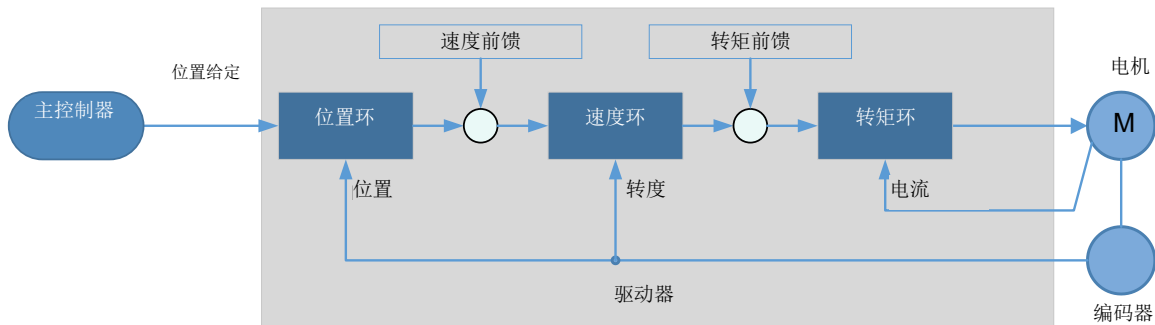 速度前馈
转矩前馈
位置给定
电机
主控制器
位置环
速度环
转矩环
M
位置
转度
电流
驱动器
编码器